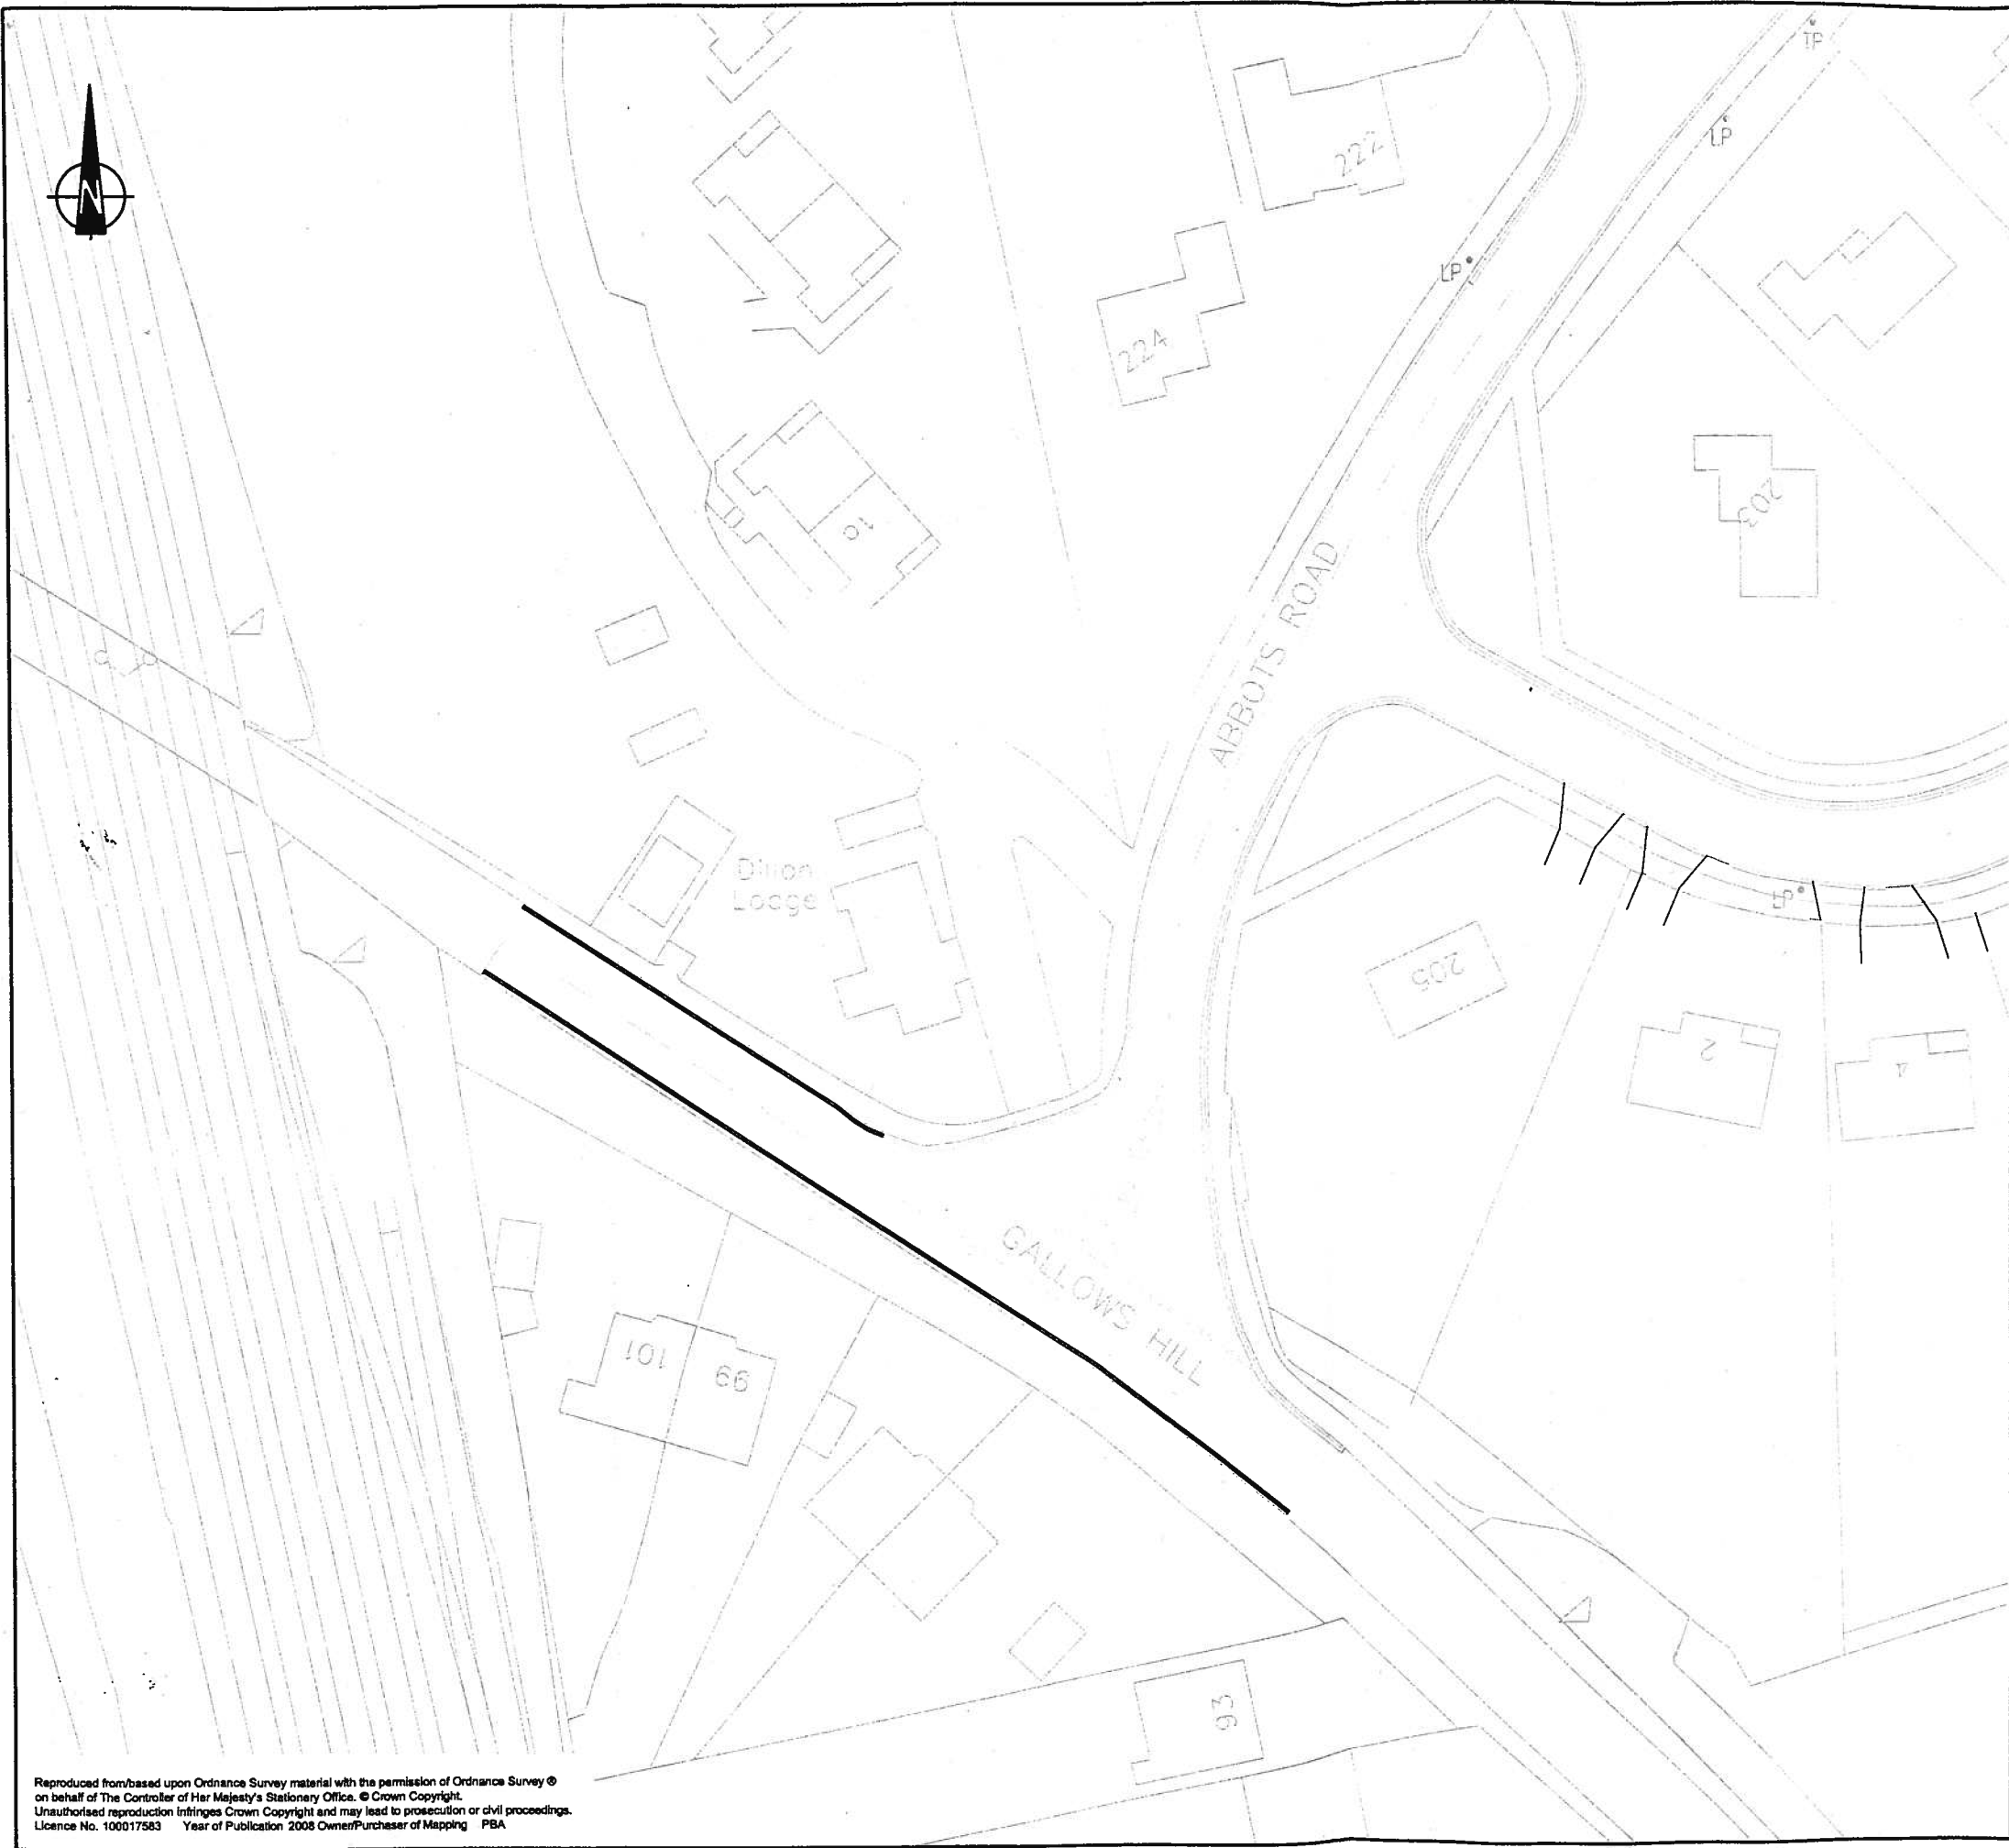 TP
LP
N
222
LP
224
203
1c
ABBOTS ROAD
Dillon
Lodge
LP
205
2
4
GALLOWS HILL
101
99
93
Reproduced from/based upon Ordnance Survey material with the permission of Ordnance Survey ®
on behalf of The Controller of Her Majesty's Stationery Office. © Crown Copyright.
Unauthorised reproduction infringes Crown Copyright and may lead to prosecution or civil proceedings.
Licence No. 100017583 Year of Publication 2008 Owner/Purchaser of Mapping PBA